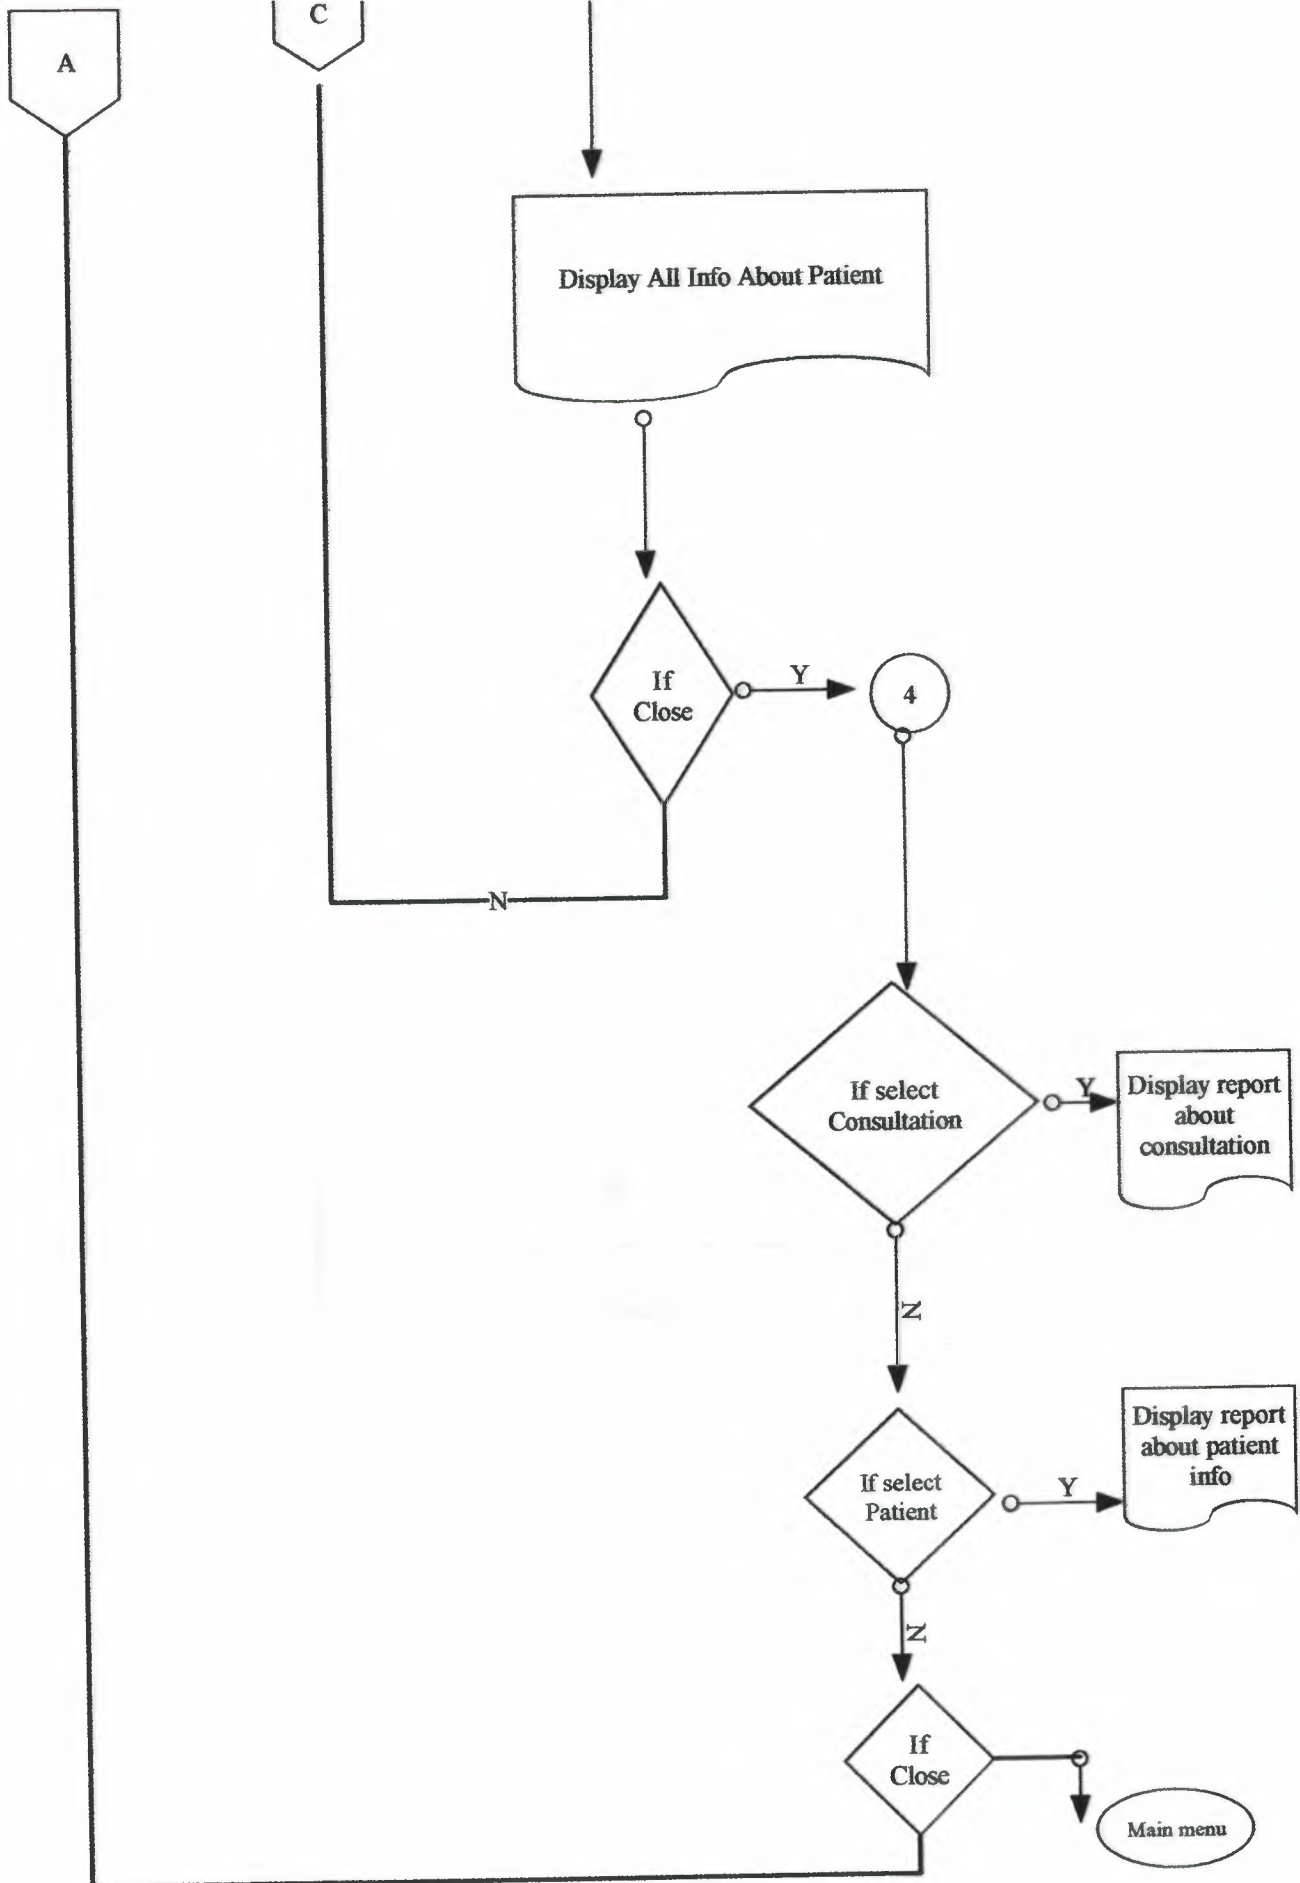 C
A
Display All Info About Patient
If
Close
Y
4
N
If select
Consultation
Y
Display report
about
consultation
N
If select
Patient
Y
Display report
about patient
info
N
If
Close
Main menu